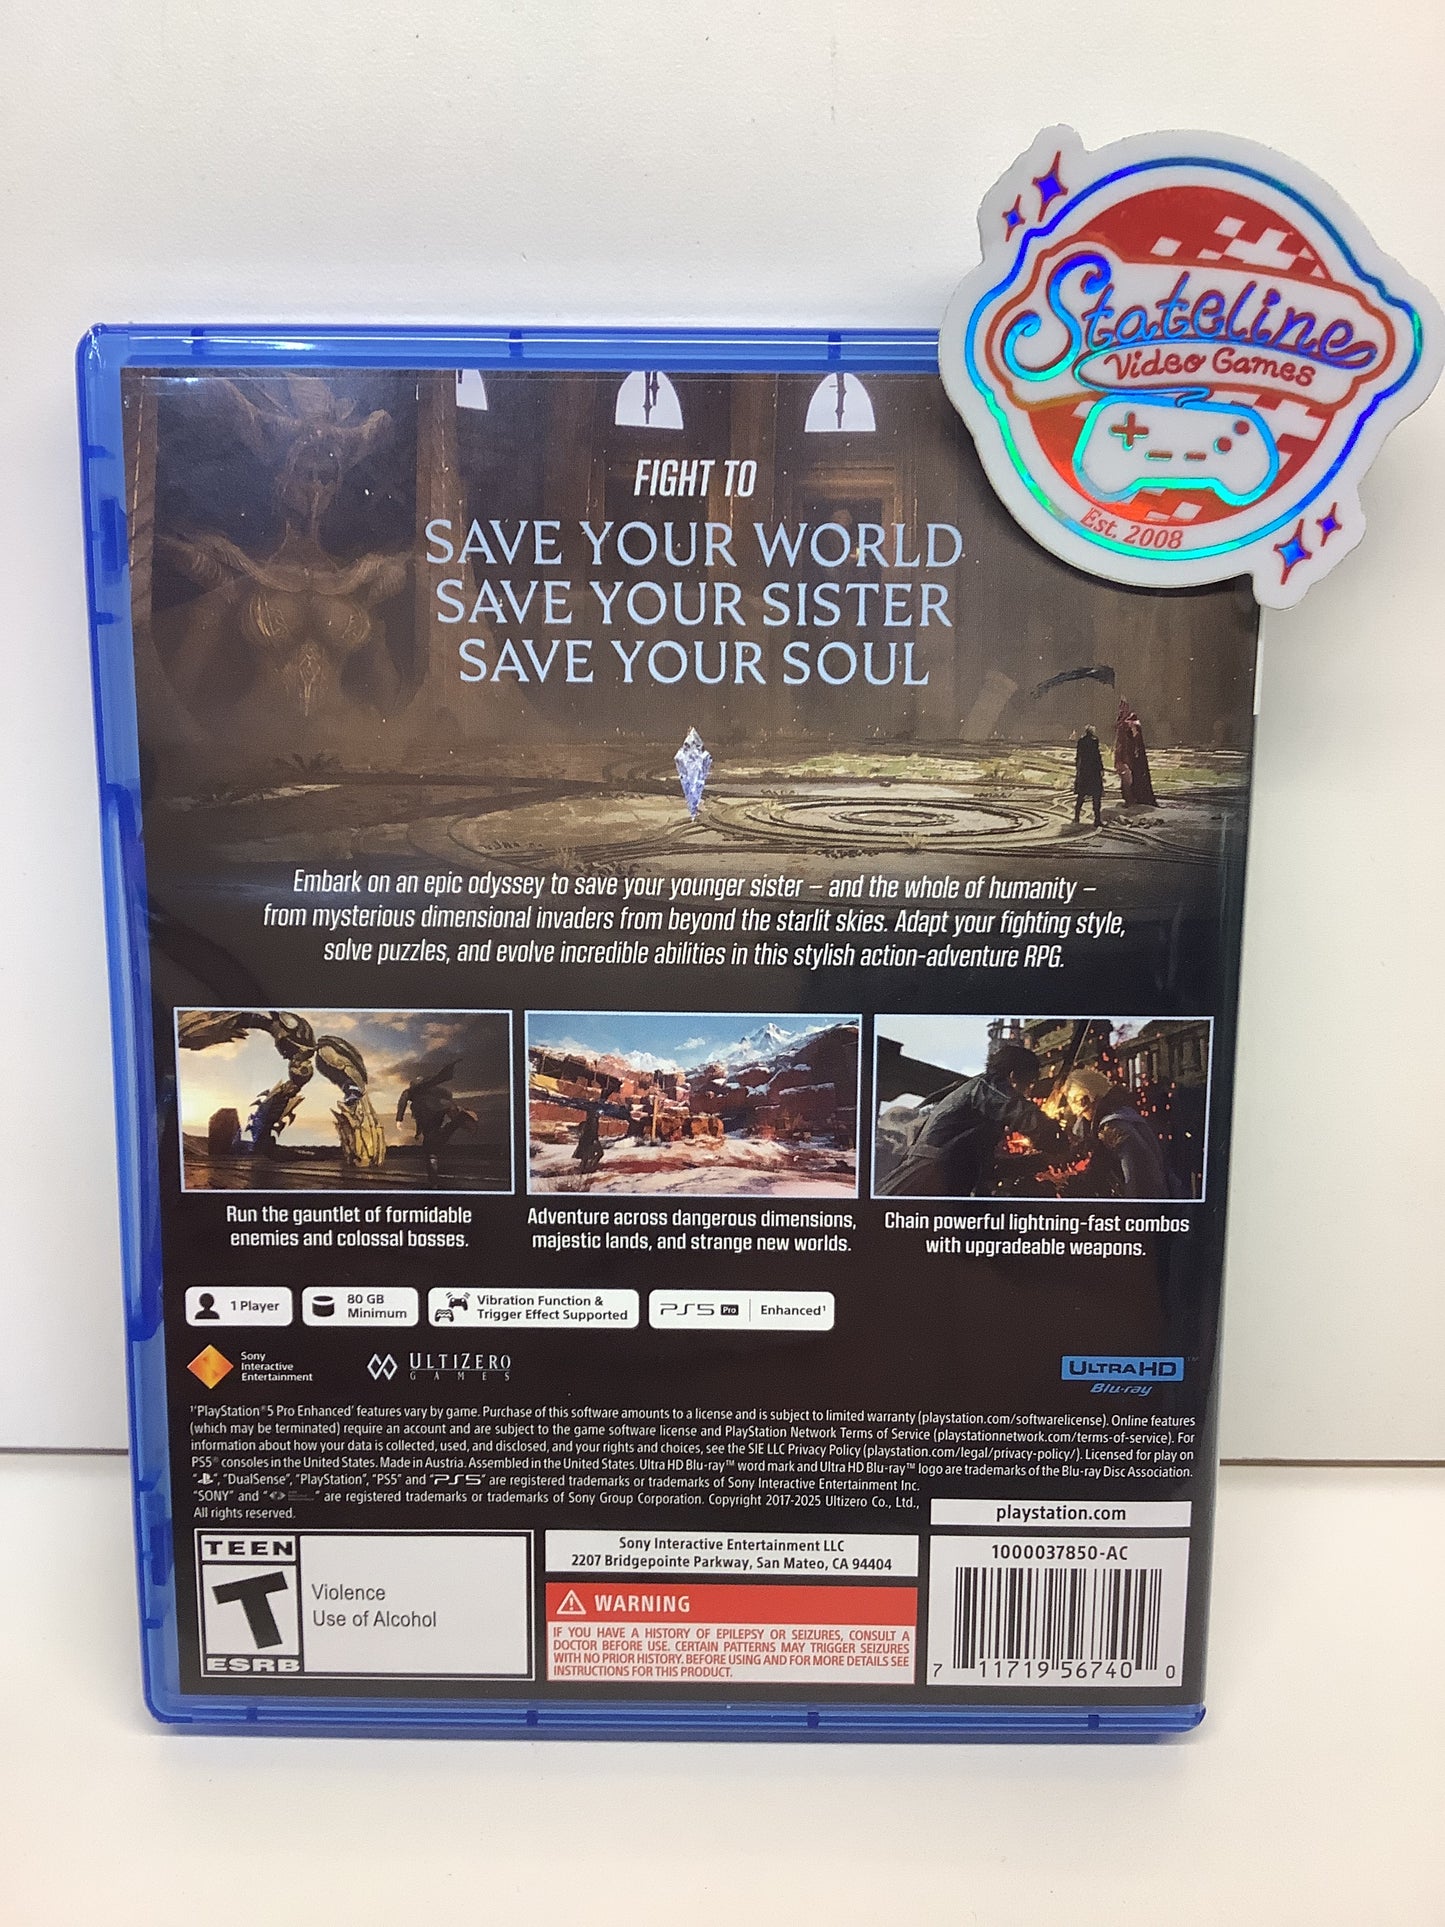 Stateline
Video Games
Est. 2008
FIGHT TO
SAVE YOUR WORLD
SAVE YOUR SISTER
SAVE YOUR SOUL
Embark on an epic odyssey to save your younger sister – and the whole of humanity –
from mysterious dimensional invaders from beyond the starlit skies. Adapt your fighting style,
solve puzzles, and evolve incredible abilities in this stylish action-adventure RPG.
Run the gauntlet of formidable
enemies and colossal bosses.
Adventure across dangerous dimensions,
majestic lands, and strange new worlds.
Chain powerful lightning-fast combos
with upgradeable weapons.
1 Player
80 GB
Minimum
Vibration Function &
Trigger Effect Supported
PS5 Pro Enhanced¹
Sony
Interactive
Entertainment
ULTIZERO
GAMES
ULTRA HD
Blu-ray™
¹'PlayStation®5 Pro Enhanced' features vary by game. Purchase of this software amounts to a license and is subject to limited warranty (playstation.com/softwarelicense). Online features
(which may be terminated) require an account and are subject to the game software license and PlayStation Network Terms of Service (playstationnetwork.com/terms-of-service). For
information about how your data is collected, used, and disclosed, and your rights and choices, see the SIE LLC Privacy Policy (playstation.com/legal/privacy-policy/). Licensed for play on
PS5® consoles in the United States. Made in Austria. Assembled in the United States. Ultra HD Blu-ray™ word mark and Ultra HD Blu-ray™ logo are trademarks of the Blu-ray Disc Association.
" ", "DualSense", "PlayStation", "PS5" and "PS5" are registered trademarks or trademarks of Sony Interactive Entertainment Inc.
"SONY" and " " are registered trademarks or trademarks of Sony Group Corporation. Copyright 2017-2025 Ultizero Co., Ltd.,
All rights reserved.
playstation.com
TEEN
T
ESRB
Violence
Use of Alcohol
Sony Interactive Entertainment LLC
2207 Bridgepointe Parkway, San Mateo, CA 94404
WARNING
IF YOU HAVE A HISTORY OF EPILEPSY OR SEIZURES, CONSULT A
DOCTOR BEFORE USE. CERTAIN PATTERNS MAY TRIGGER SEIZURES
WITH NO PRIOR HISTORY. BEFORE USING AND FOR MORE DETAILS SEE
INSTRUCTIONS FOR THIS PRODUCT.
1000037850-AC
7 11719 56740 0